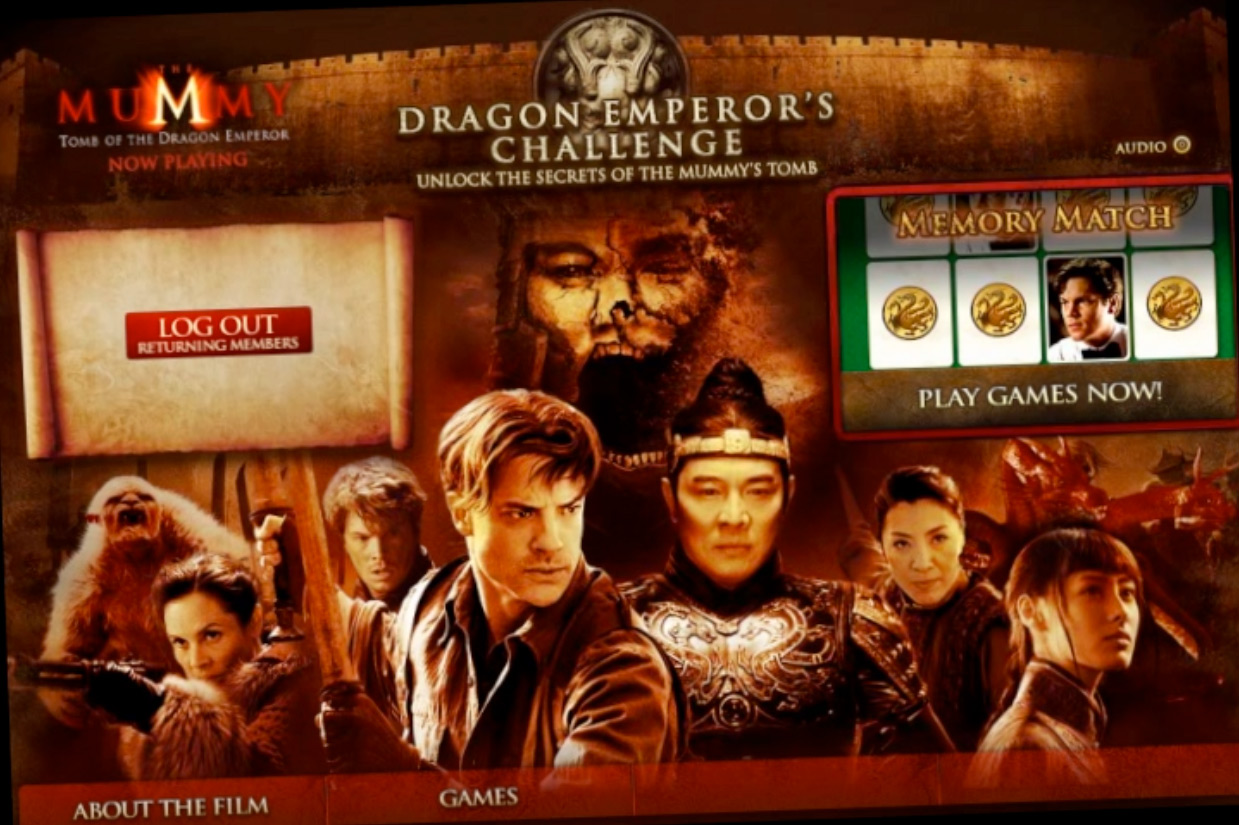 THE
MUMMY
TOMB OF THE DRAGON EMPEROR
NOW PLAYING
DRAGON EMPEROR'S
CHALLENGE
UNLOCK THE SECRETS OF THE MUMMY'S TOMB
AUDIO
MEMORY MATCH
LOG OUT
RETURNING MEMBERS
PLAY GAMES NOW!
ABOUT THE FILM
GAMES